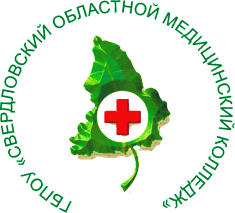 ГБПОУ «СВЕРДЛОВСКИЙ ОБЛАСТНОЙ МЕДИЦИНСКИЙ КОЛЛЕДЖ»